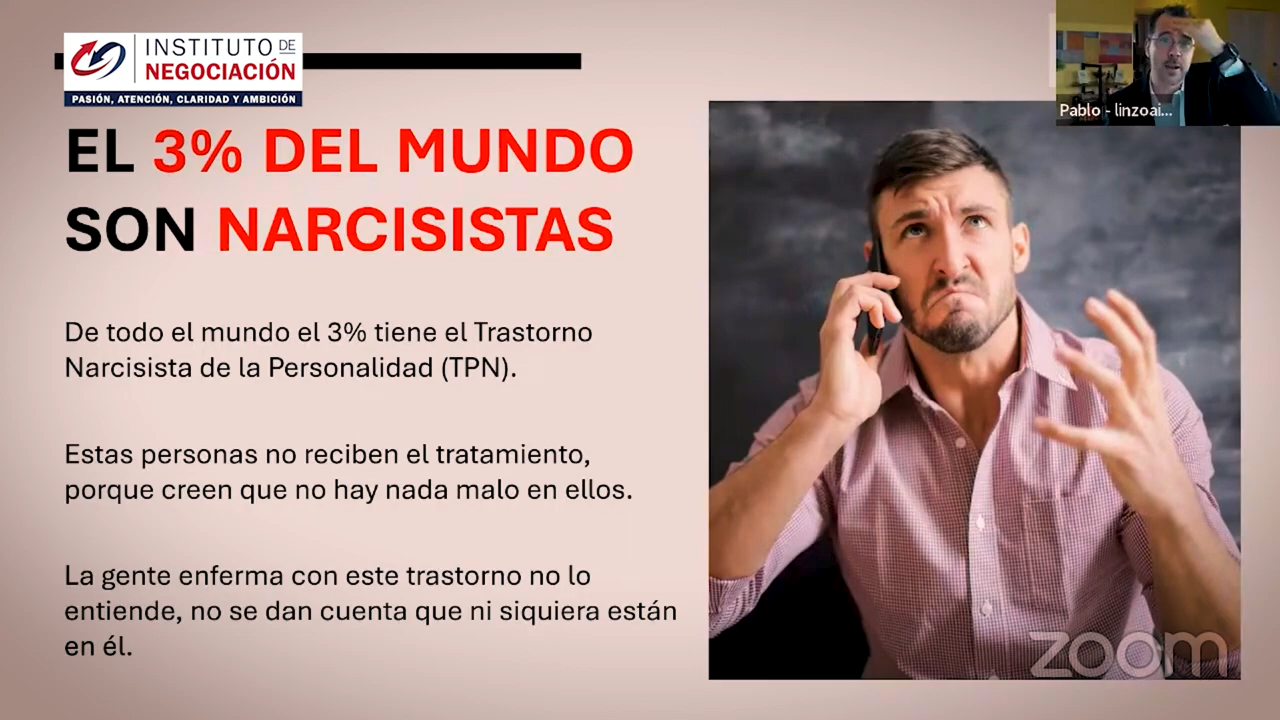 INSTITUTO DE
NEGOCIACIÓN
PASIÓN, ATENCIÓN, CLARIDAD Y AMBICIÓN
EL 3% DEL MUNDO
SON NARCISISTAS
De todo el mundo el 3% tiene el Trastorno
Narcisista de la Personalidad (TPN).
Estas personas no reciben el tratamiento,
porque creen que no hay nada malo en ellos.
La gente enferma con este trastorno no lo
entiende, no se dan cuenta que ni siquiera están
en él.
Pablo - linzoai...
zoom